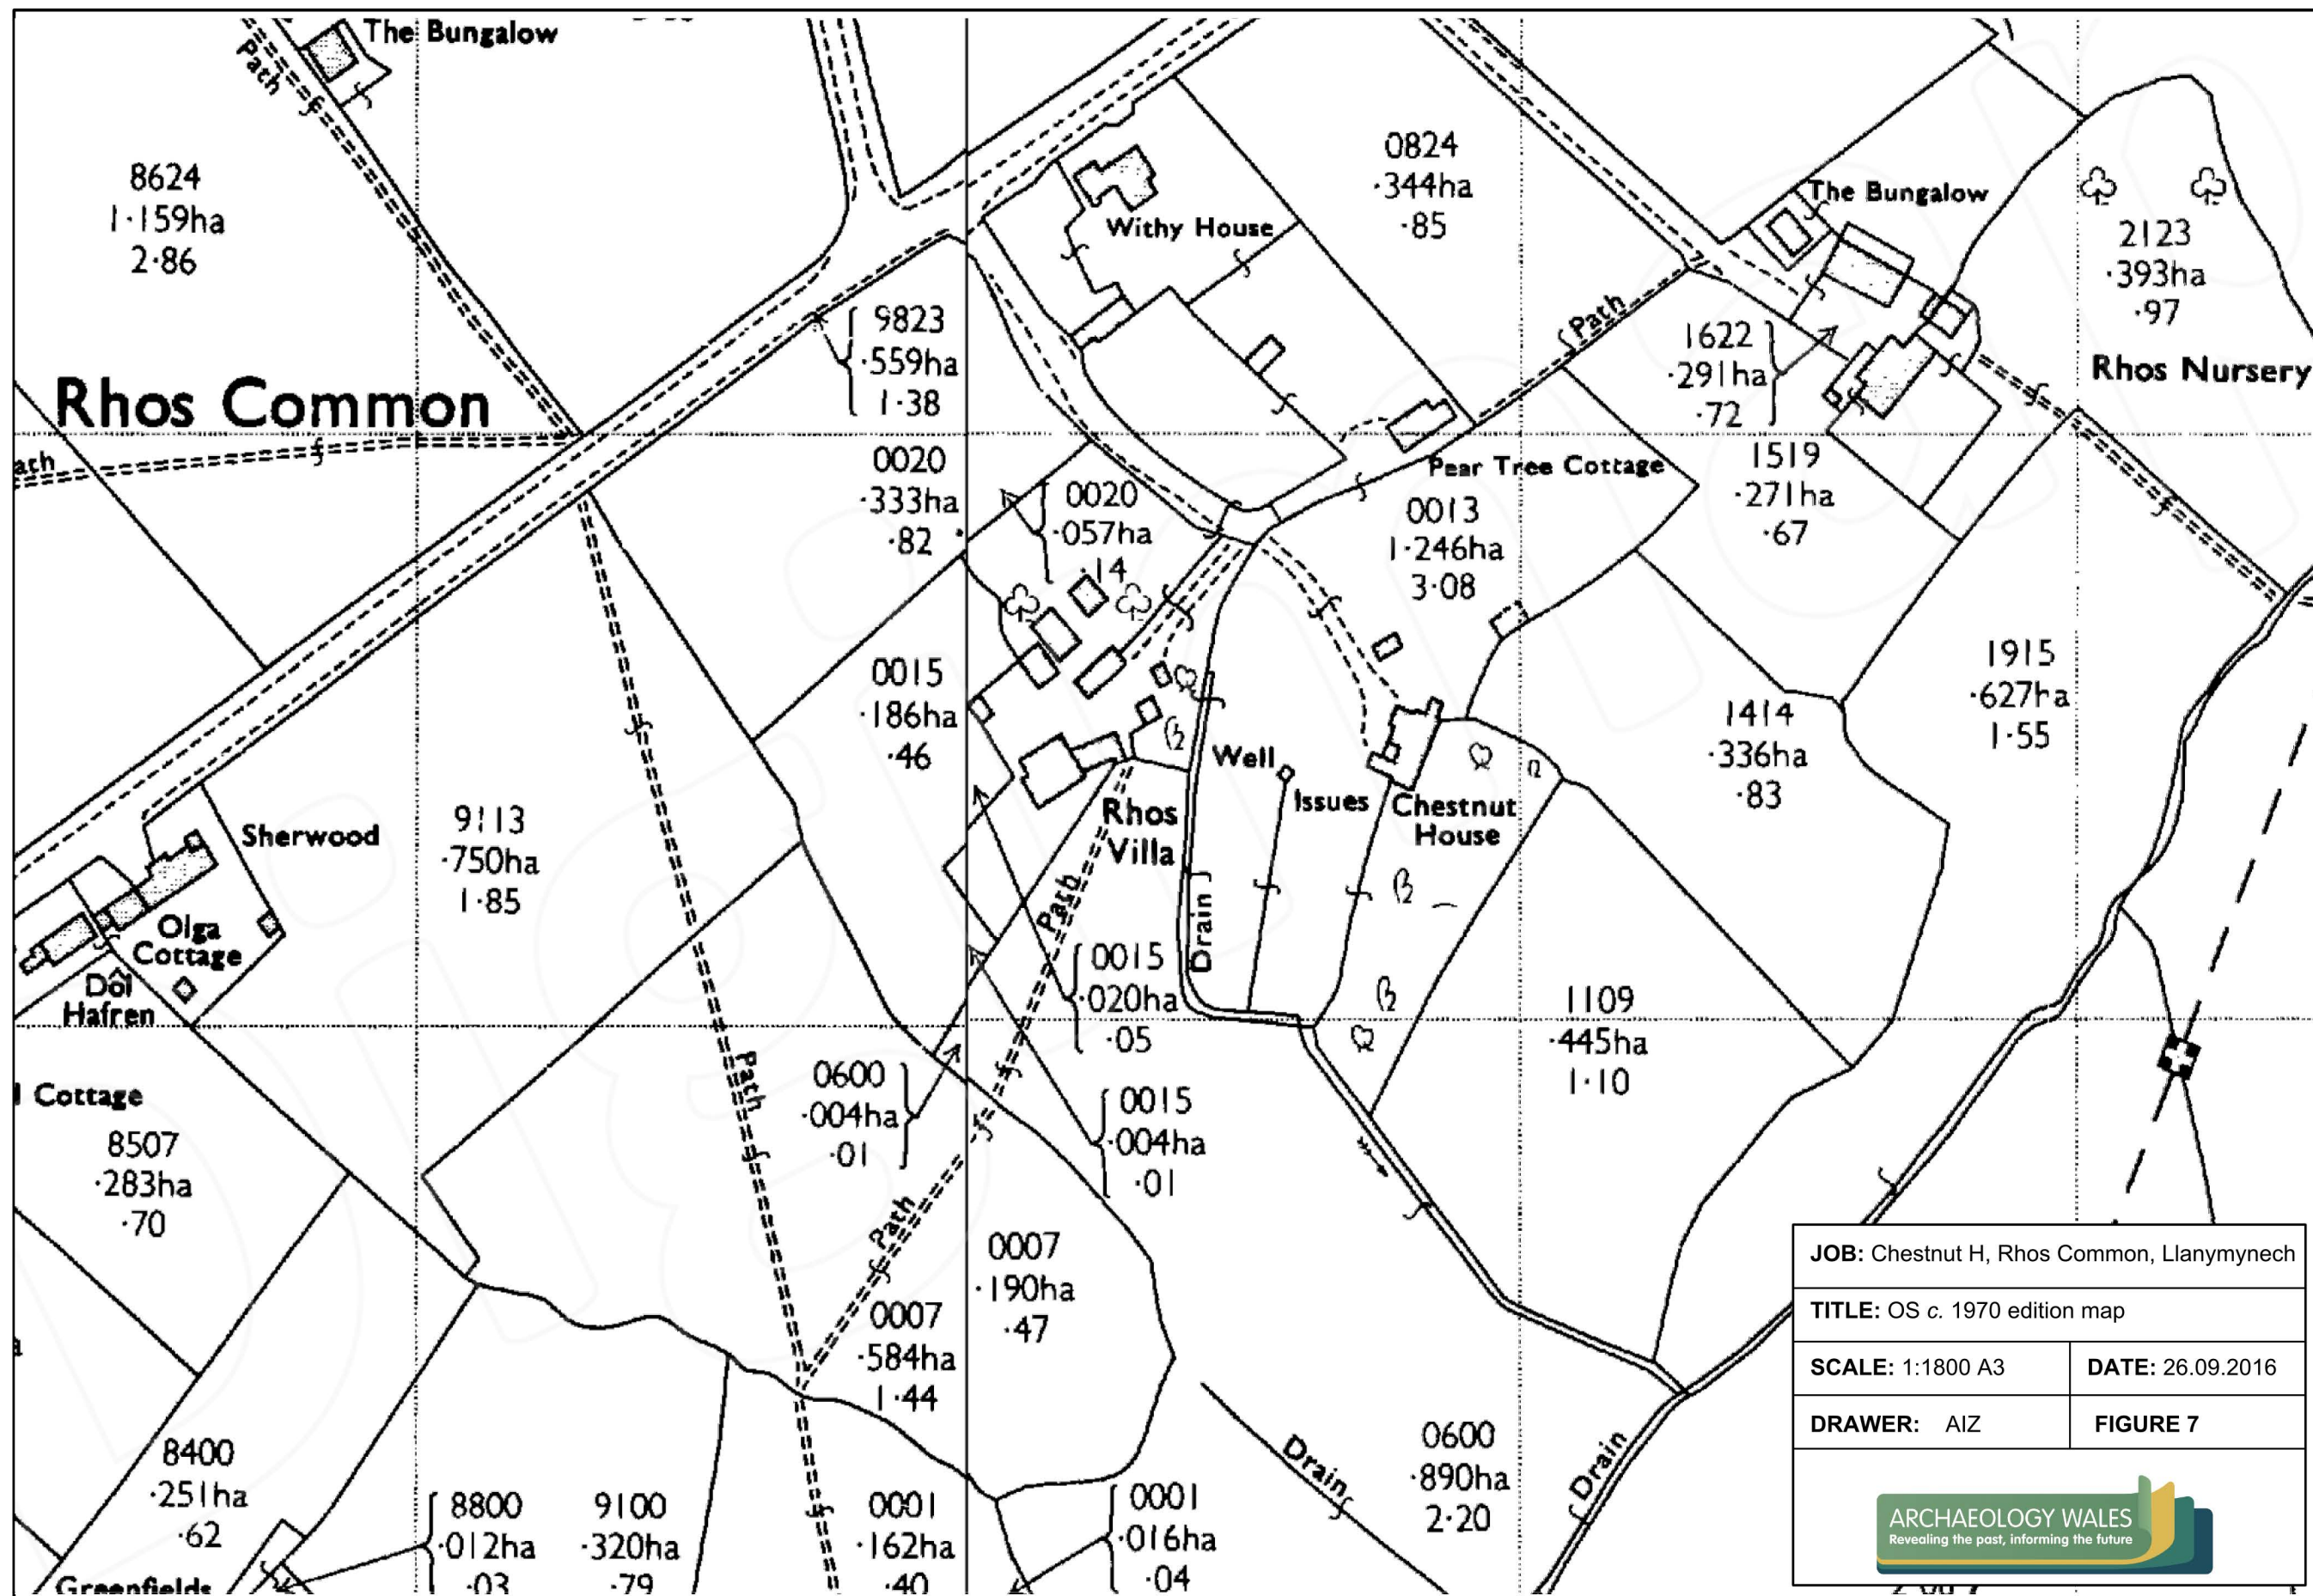 The Bungalow
Path
8624
1·159ha
2·86
Rhos Common
ath
9823
·559ha
1·38
Withy House
0824
·344ha
·85
The Bungalow
2123
·393ha
·97
Rhos Nursery
Path
1622
·291ha
·72
Pear Tree Cottage
1519
·271ha
·67
0020
·333ha
·82
0020
·057ha
·14
0013
1·246ha
3·08
0015
·186ha
·46
1915
·627ha
1·55
1414
·336ha
·83
Well
Issues
Chestnut
House
Rhos
Villa
Path
Drain
Sherwood
9113
·750ha
1·85
Olga
Cottage
Dôl
Hafren
0015
·020ha
·05
1109
·445ha
1·10
Path
0600
·004ha
·01
0015
·004ha
·01
Cottage
8507
·283ha
·70
Path
0007
·190ha
·47
0007
·584ha
1·44
8400
·251ha
·62
Greenfields
8800
·012ha
·03
9100
·320ha
·79
0001
·162ha
·40
0001
·016ha
·04
Drain
0600
·890ha
2·20
Drain
JOB: Chestnut H, Rhos Common, Llanymynech
TITLE: OS c. 1970 edition map
SCALE: 1:1800 A3
DATE: 26.09.2016
DRAWER: AIZ
FIGURE 7
ARCHAEOLOGY WALES
Revealing the past, informing the future